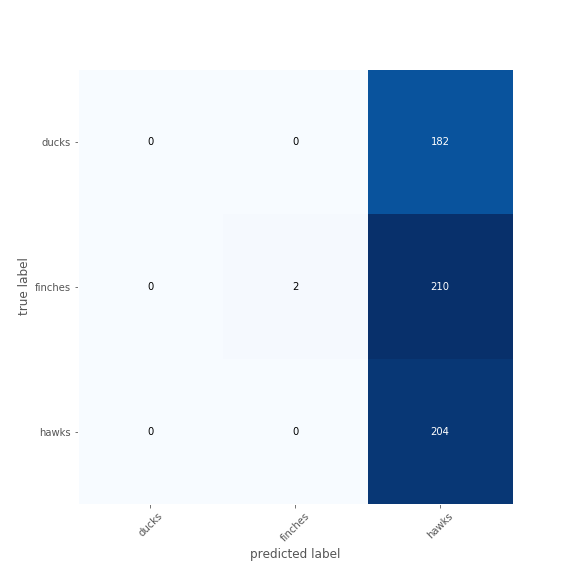 ducks 0 0 182
true label
finches 0 2 210
hawks 0 0 204
ducks finches hawks
predicted label